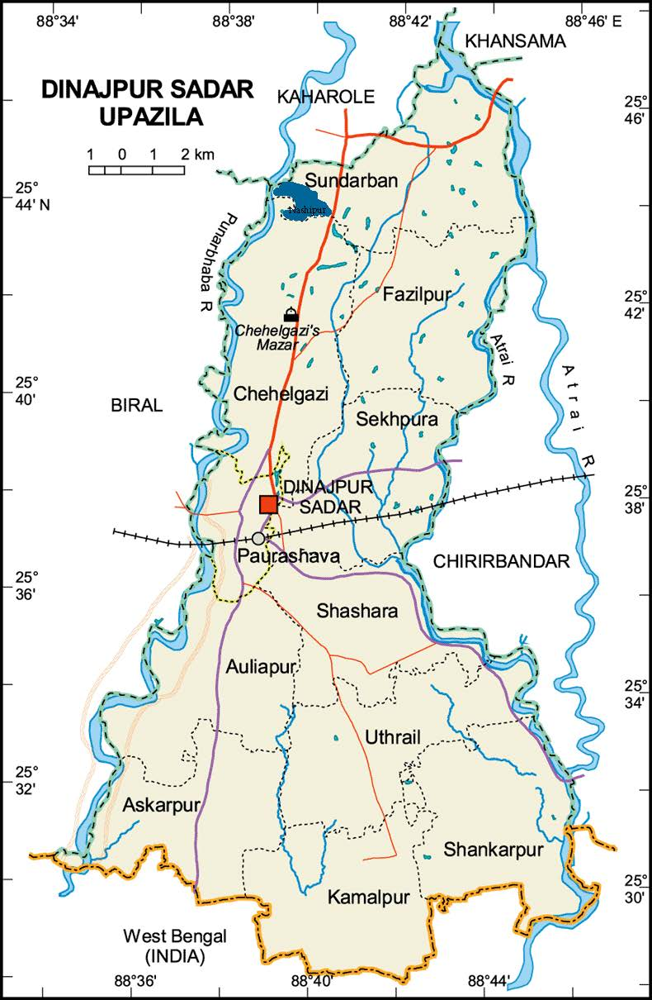 88°34'
88°38'
88°42'
88°46' E
KHANSAMA
DINAJPUR SADAR
UPAZILA
KAHAROLE
25°
46'
1 0 1 2 km
Sundarban
25°
44' N
Nashipur
Punarbhaba R
Fazilpur
25°
42'
Chehelgazi's
Mazar
Atrai R
Atrai R
25°
40'
BIRAL
Chehelgazi
Sekhpura
DINAJPUR
SADAR
25°
38'
Paurashava
CHIRIRBANDAR
25°
36'
Shashara
Auliapur
25°
34'
Uthrail
25°
32'
Askarpur
Shankarpur
25°
30'
Kamalpur
West Bengal
(INDIA)
88°36'
88°40'
88°44'